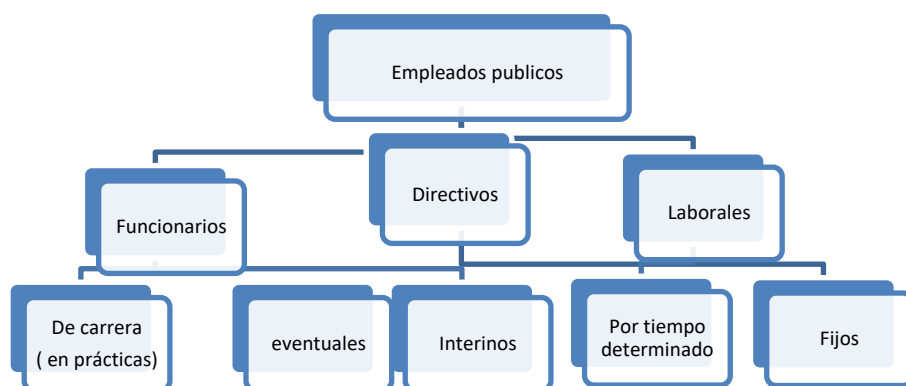 Empleados publicos
Directivos
Funcionarios
Laborales
De carrera
( en prácticas)
eventuales
Interinos
Por tiempo
determinado
Fijos